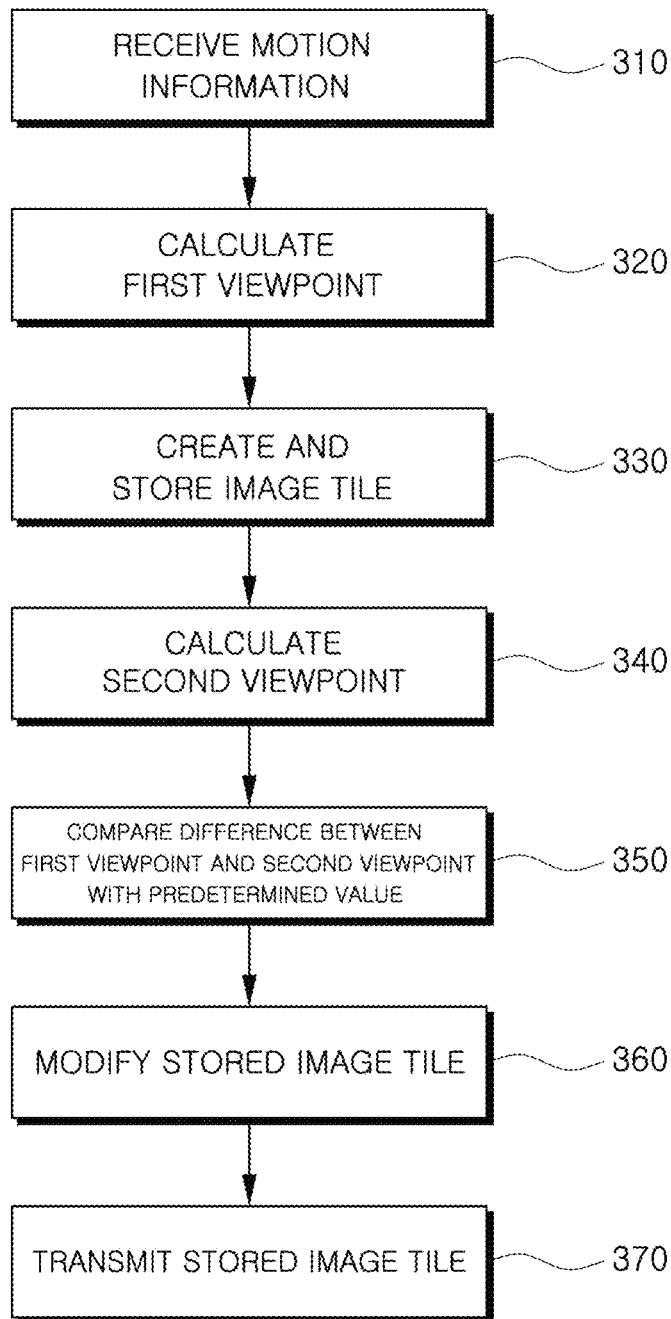 RECEIVE MOTION
INFORMATION
310
CALCULATE
FIRST VIEWPOINT
320
CREATE AND
STORE IMAGE TILE
330
CALCULATE
SECOND VIEWPOINT
340
COMPARE DIFFERENCE BETWEEN
FIRST VIEWPOINT AND SECOND VIEWPOINT
WITH PREDETERMINED VALUE
350
MODIFY STORED IMAGE TILE
360
TRANSMIT STORED IMAGE TILE
370